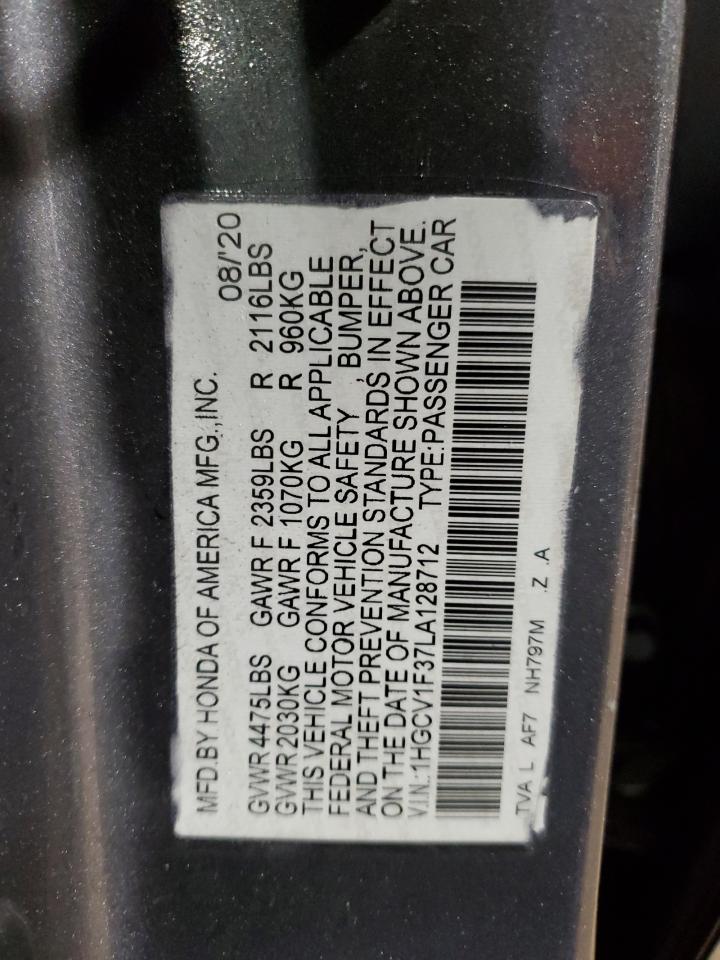 MFD.BY HONDA OF AMERICA MFG.,INC. 08/'20
GVWR 4475LBS GAWR F 2359LBS R 2116LBS
GVWR 2030KG GAWR F 1070KG R 960KG
THIS VEHICLE CONFORMS TO ALL APPLICABLE
FEDERAL MOTOR VEHICLE SAFETY , BUMPER,
AND THEFT PREVENTION STANDARDS IN EFFECT
ON THE DATE OF MANUFACTURE SHOWN ABOVE.
V.I.N.:1HGCV1F37LA128712 TYPE:PASSENGER CAR
TVA L AF7 NH797M .Z .A